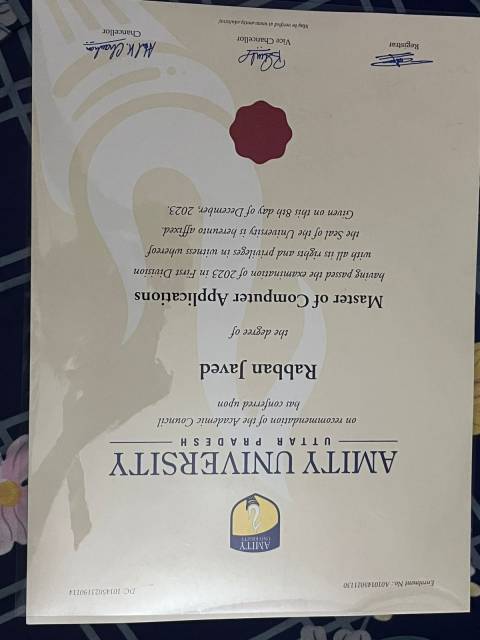 Enrolment No.: A010145021130
DC: 10145023190114
AMITY
UNIVERSITY
AMITY UNIVERSITY
UTTAR PRADESH
on recommendation of the Academic Council
has conferred upon
Rabban Javed
the degree of
Master of Computer Applications
having passed the examination of 2023 in First Division
with all its rights and privileges in witness whereof
the Seal of the University is hereunto affixed.
Given on this 8th day of December, 2023.
Registrar
Vice Chancellor
Chancellor
May be verified at www.amity.edu/verify/